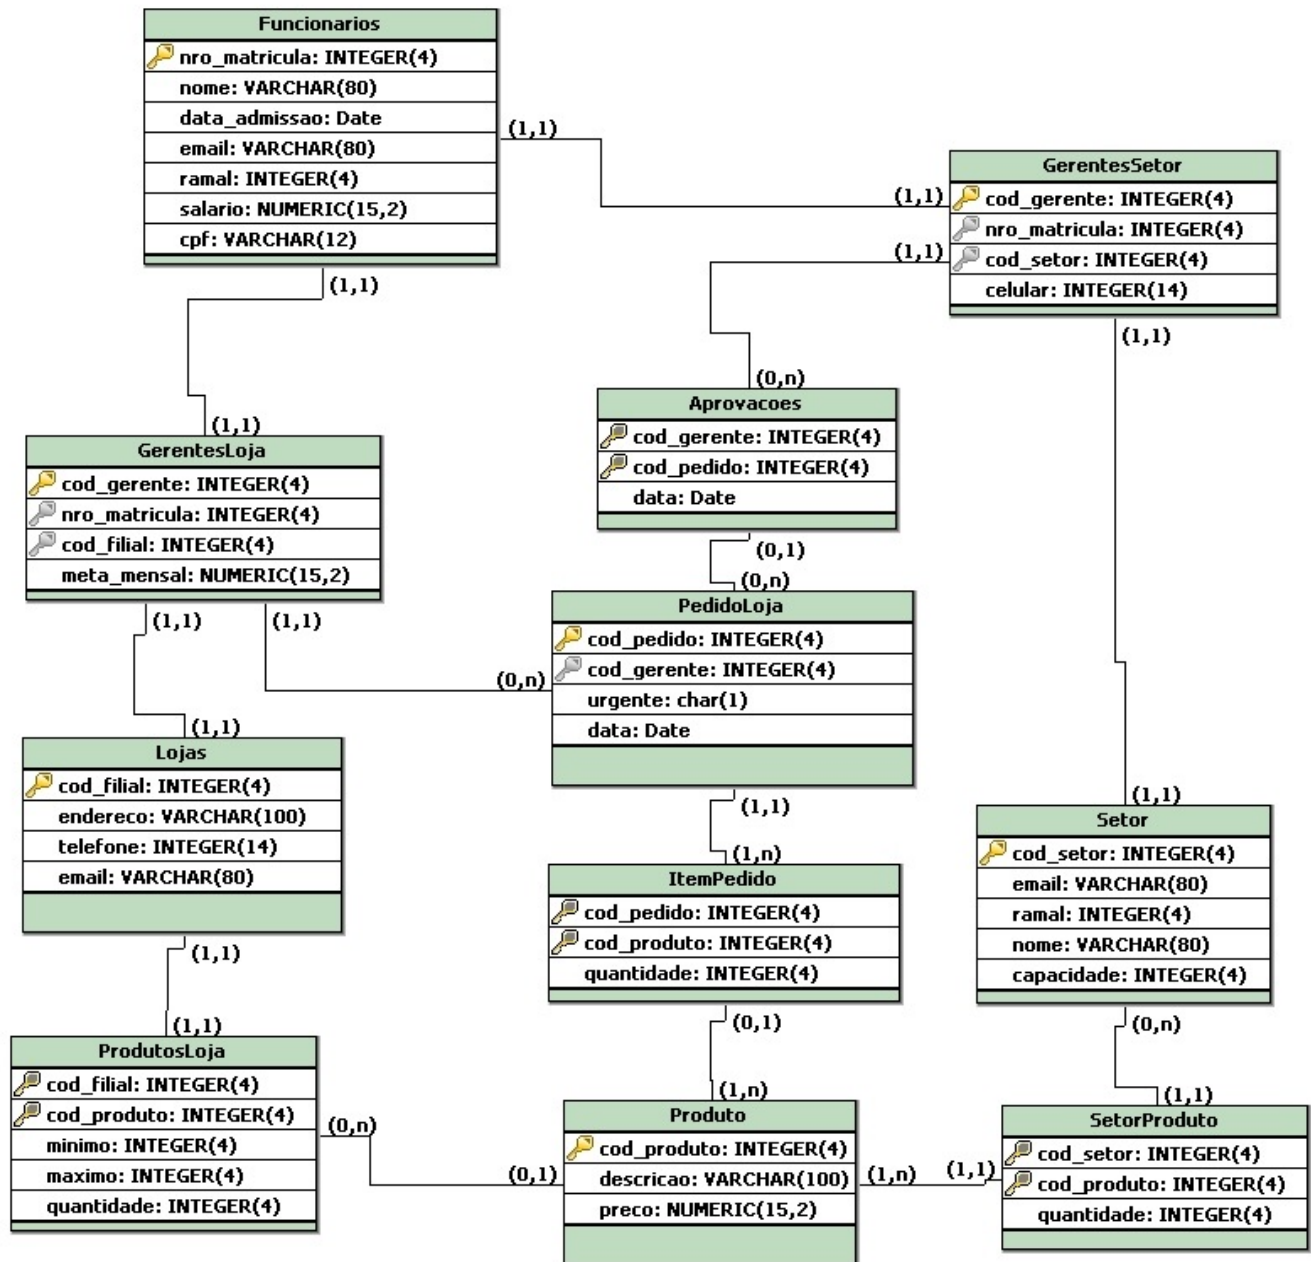 Funcionarios
nro_matricula: INTEGER(4)
nome: VARCHAR(80)
data_admissao: Date
email: VARCHAR(80)
ramal: INTEGER(4)
salario: NUMERIC(15,2)
cpf: VARCHAR(12)
(1,1)
(1,1)
(1,1)
(1,1)
GerentesSetor
cod_gerente: INTEGER(4)
nro_matricula: INTEGER(4)
cod_setor: INTEGER(4)
celular: INTEGER(14)
(1,1)
(0,n)
Aprovacoes
cod_gerente: INTEGER(4)
cod_pedido: INTEGER(4)
data: Date
(0,1)
(1,1)
GerentesLoja
cod_gerente: INTEGER(4)
nro_matricula: INTEGER(4)
cod_filial: INTEGER(4)
meta_mensal: NUMERIC(15,2)
(1,1)
(1,1)
(0,n)
(0,n)
PedidoLoja
cod_pedido: INTEGER(4)
cod_gerente: INTEGER(4)
urgente: char(1)
data: Date
(1,1)
(1,1)
Lojas
cod_filial: INTEGER(4)
endereco: VARCHAR(100)
telefone: INTEGER(14)
email: VARCHAR(80)
(1,1)
(1,n)
ItemPedido
cod_pedido: INTEGER(4)
cod_produto: INTEGER(4)
quantidade: INTEGER(4)
(0,1)
(1,1)
Setor
cod_setor: INTEGER(4)
email: VARCHAR(80)
ramal: INTEGER(4)
nome: VARCHAR(80)
capacidade: INTEGER(4)
(0,n)
(1,1)
ProdutosLoja
cod_filial: INTEGER(4)
cod_produto: INTEGER(4)
minimo: INTEGER(4)
maximo: INTEGER(4)
quantidade: INTEGER(4)
(0,n)
(0,1)
(1,n)
Produto
cod_produto: INTEGER(4)
descricao: VARCHAR(100)
preco: NUMERIC(15,2)
(1,n)
(1,1)
(1,1)
SetorProduto
cod_setor: INTEGER(4)
cod_produto: INTEGER(4)
quantidade: INTEGER(4)